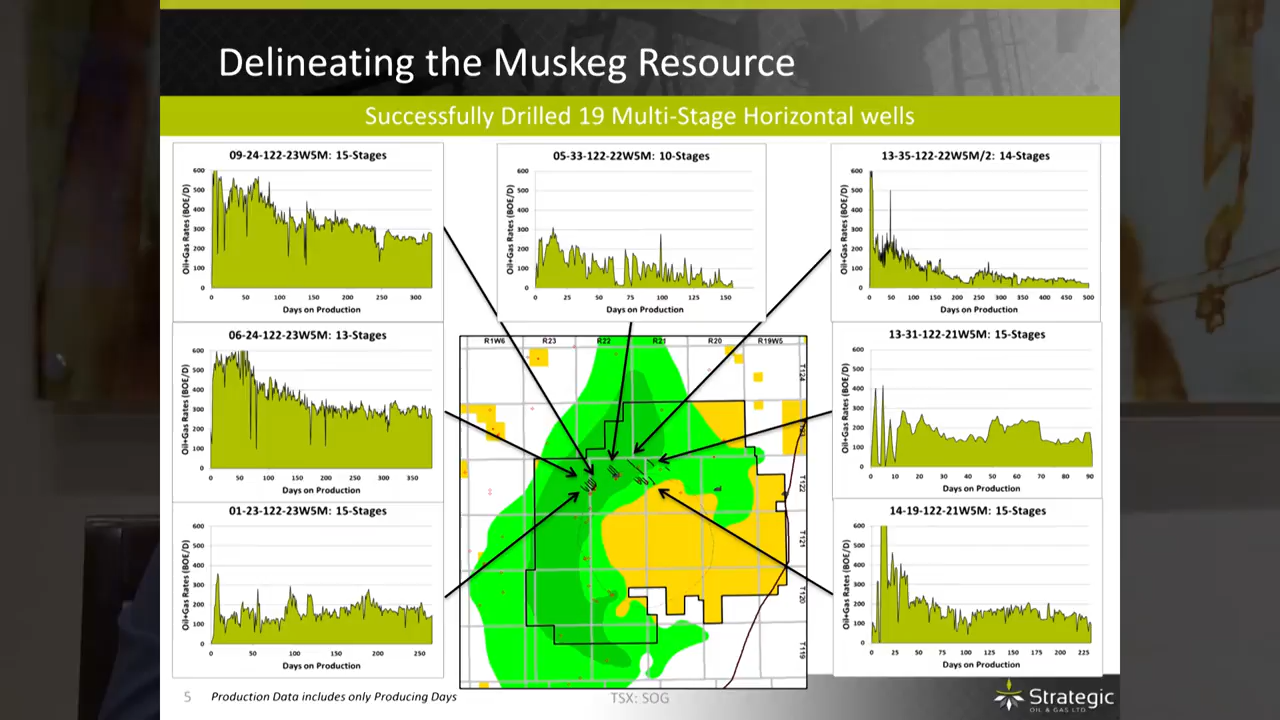 Delineating the Muskeg Resource
Successfully Drilled 19 Multi-Stage Horizontal wells
09-24-122-23W5M: 15-Stages
Oil+Gas Rates (BOE/D)
600
500
400
300
200
100
0
0 50 100 150 200 250 300
Days on Production
05-33-122-22W5M: 10-Stages
Oil+Gas Rates (BOE/D)
600
500
400
300
200
100
0
0 25 50 75 100 125 150
Days on Production
13-35-122-22W5M/2: 14-Stages
Oil+Gas Rates (BOE/D)
600
500
400
300
200
100
0
0 50 100 150 200 250 300 350 400 450 500
Days on Production
06-24-122-23W5M: 13-Stages
Oil+Gas Rates (BOE/D)
600
500
400
300
200
100
0
0 50 100 150 200 250 300 350
Days on Production
R1W6 R23 R22 R21 R20 R19W5
T124
T122
T121
T120
T119
13-31-122-21W5M: 15-Stages
Oil+Gas Rates (BOE/D)
600
500
400
300
200
100
0
0 10 20 30 40 50 60 70 80 90
Days on Production
01-23-122-23W5M: 15-Stages
Oil+Gas Rates (BOE/D)
600
500
400
300
200
100
0
0 50 100 150 200 250
Days on Production
14-19-122-21W5M: 15-Stages
Oil+Gas Rates (BOE/D)
600
500
400
300
200
100
0
0 25 50 75 100 125 150 175 200 225
Days on Production
5 Production Data includes only Producing Days
TSX: SOG
Strategic
OIL & GAS LTD.